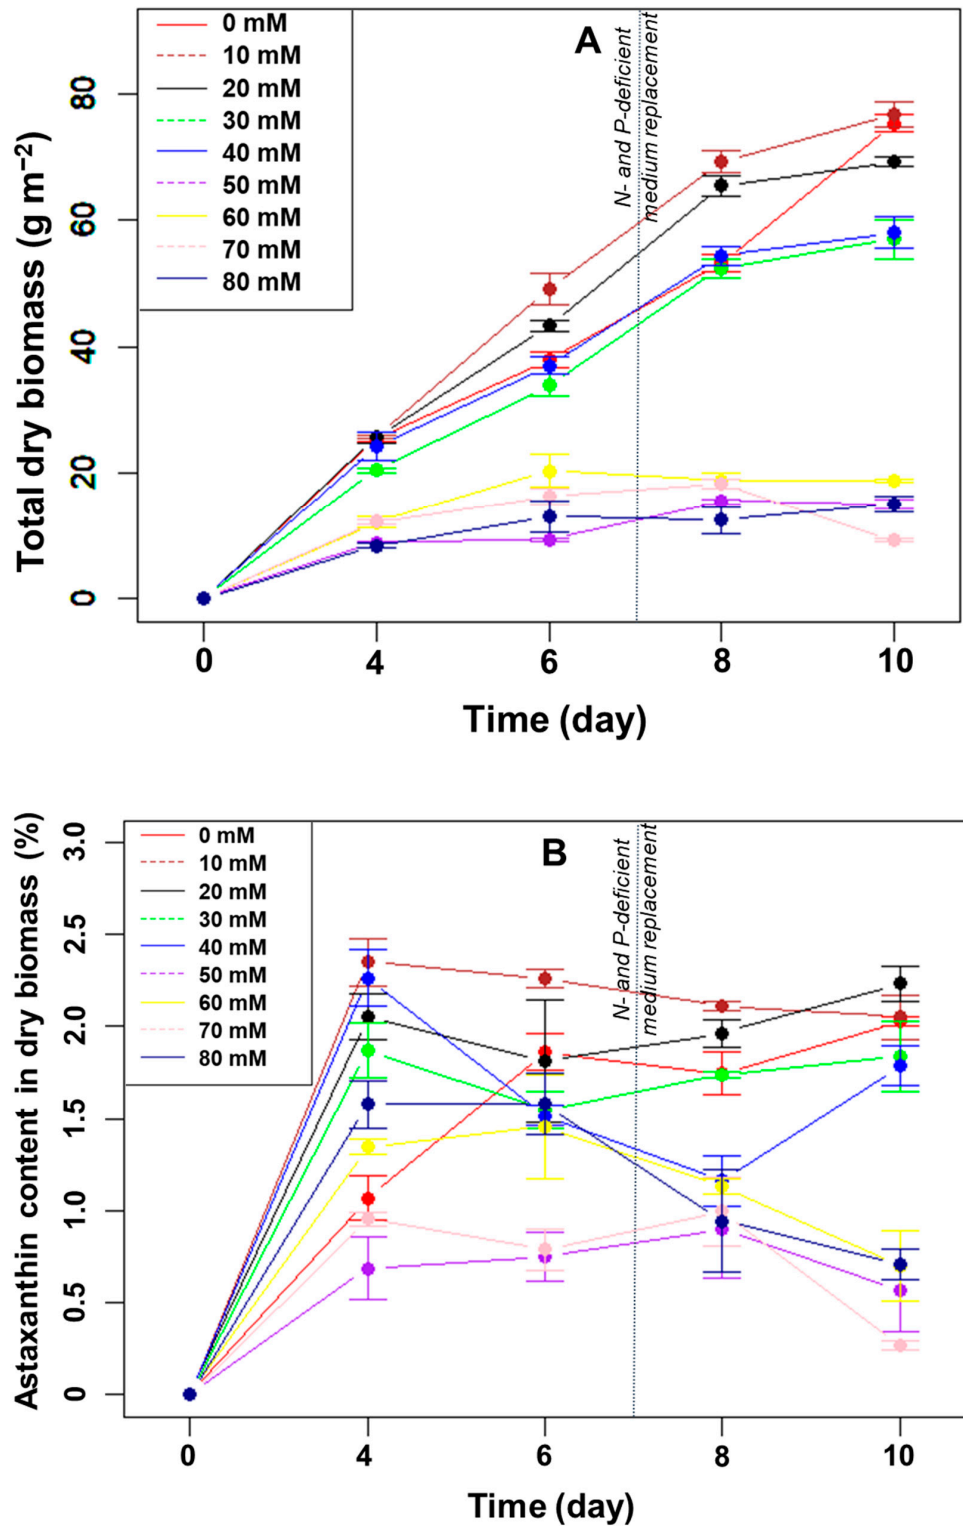 A
0 mM
10 mM
20 mM
30 mM
40 mM
50 mM
60 mM
70 mM
80 mM
N- and P-deficient
medium replacement
Total dry biomass (g m⁻²)
80
60
40
20
0
0 4 6 8 10
Time (day)
B
0 mM
10 mM
20 mM
30 mM
40 mM
50 mM
60 mM
70 mM
80 mM
N- and P-deficient
medium replacement
Astaxanthin content in dry biomass (%)
3.0
2.5
2.0
1.5
1.0
0.5
0
0 4 6 8 10
Time (day)